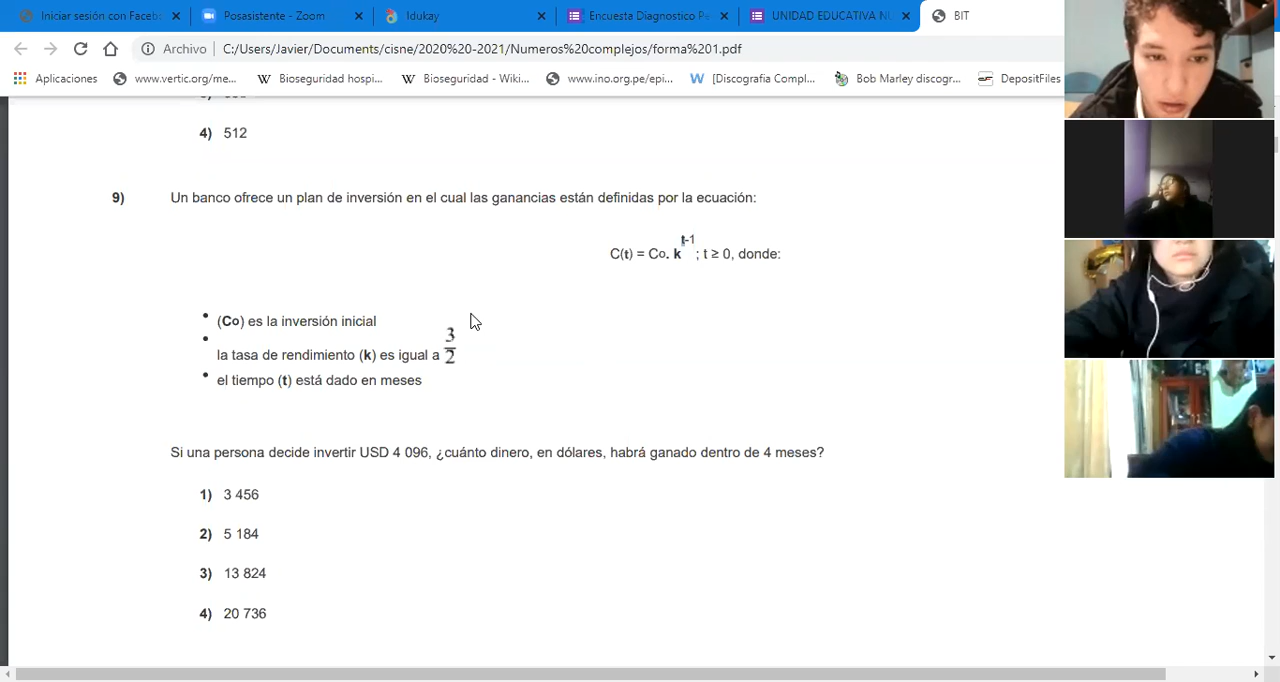 Iniciar sesión con Faceb
Posasistente - Zoom
Idukay
Encuesta Diagnostico Pe
UNIDAD EDUCATIVA NU
BIT
Archivo
C:/Users/Javier/Documents/cisne/2020%20-2021/Numeros%20complejos/forma%201.pdf
Aplicaciones
www.vertic.org/me...
Bioseguridad hospi...
Bioseguridad - Wiki...
www.ino.org.pe/epi...
[Discografia Compl...
Bob Marley discogr...
DepositFiles
4) 512
9) Un banco ofrece un plan de inversión en el cual las ganancias están definidas por la ecuación:
C(t) = Co. k^t-1 ; t ≥ 0, donde:
• (Co) es la inversión inicial
• la tasa de rendimiento (k) es igual a 3/2
• el tiempo (t) está dado en meses
Si una persona decide invertir USD 4 096, ¿cuánto dinero, en dólares, habrá ganado dentro de 4 meses?
1) 3 456
2) 5 184
3) 13 824
4) 20 736